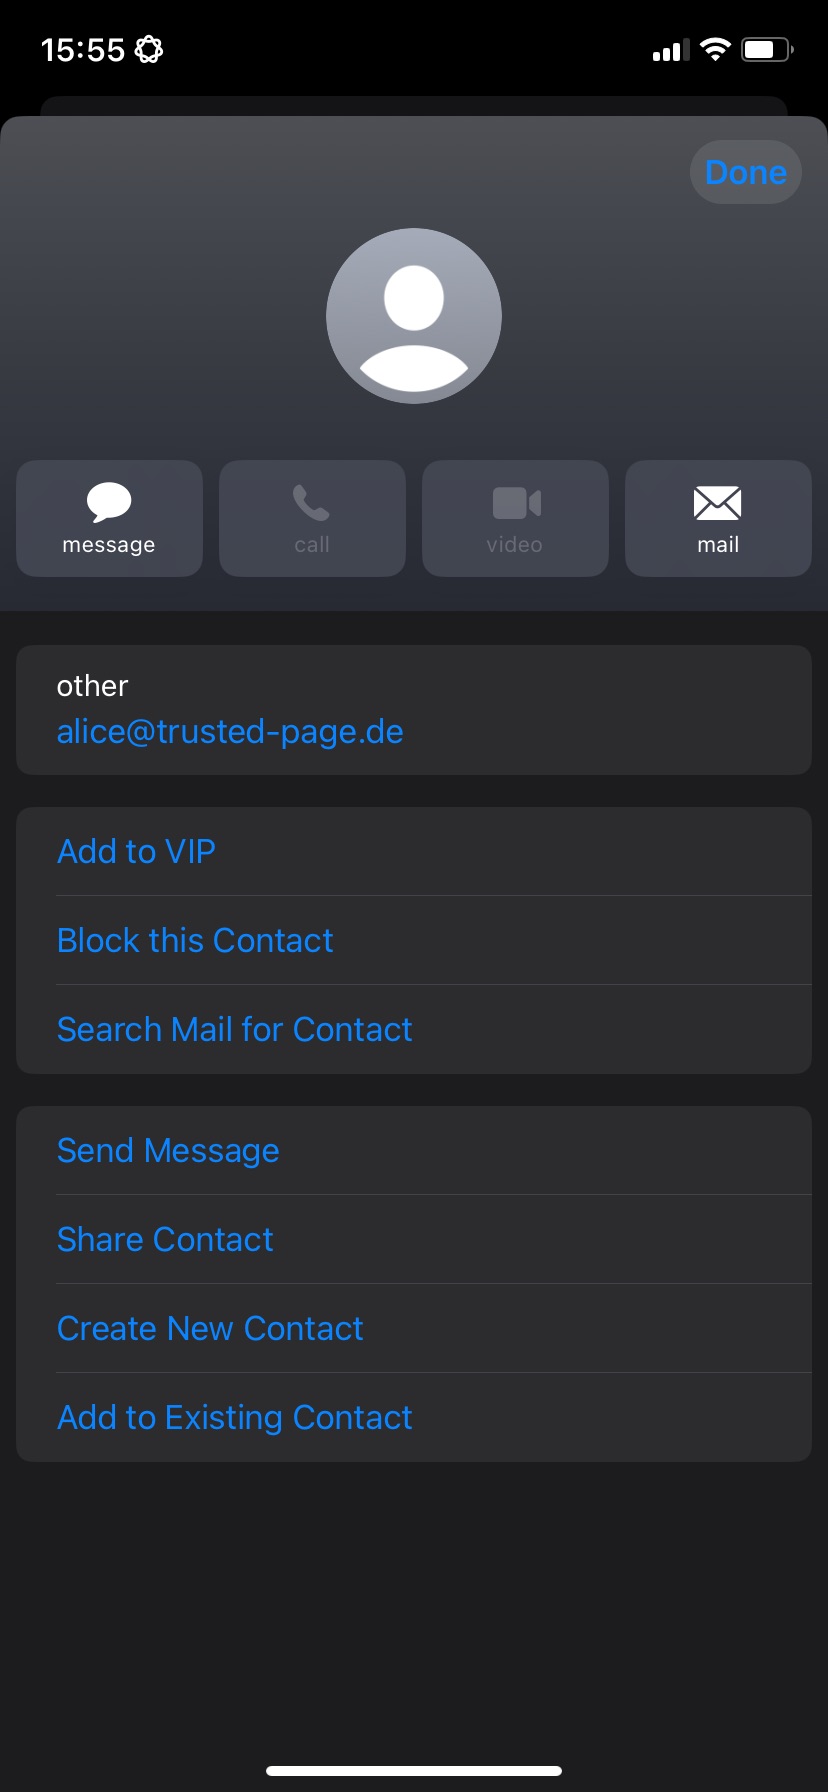 15:55
Done
message
call
video
mail
other
alice@trusted-page.de
Add to VIP
Block this Contact
Search Mail for Contact
Send Message
Share Contact
Create New Contact
Add to Existing Contact